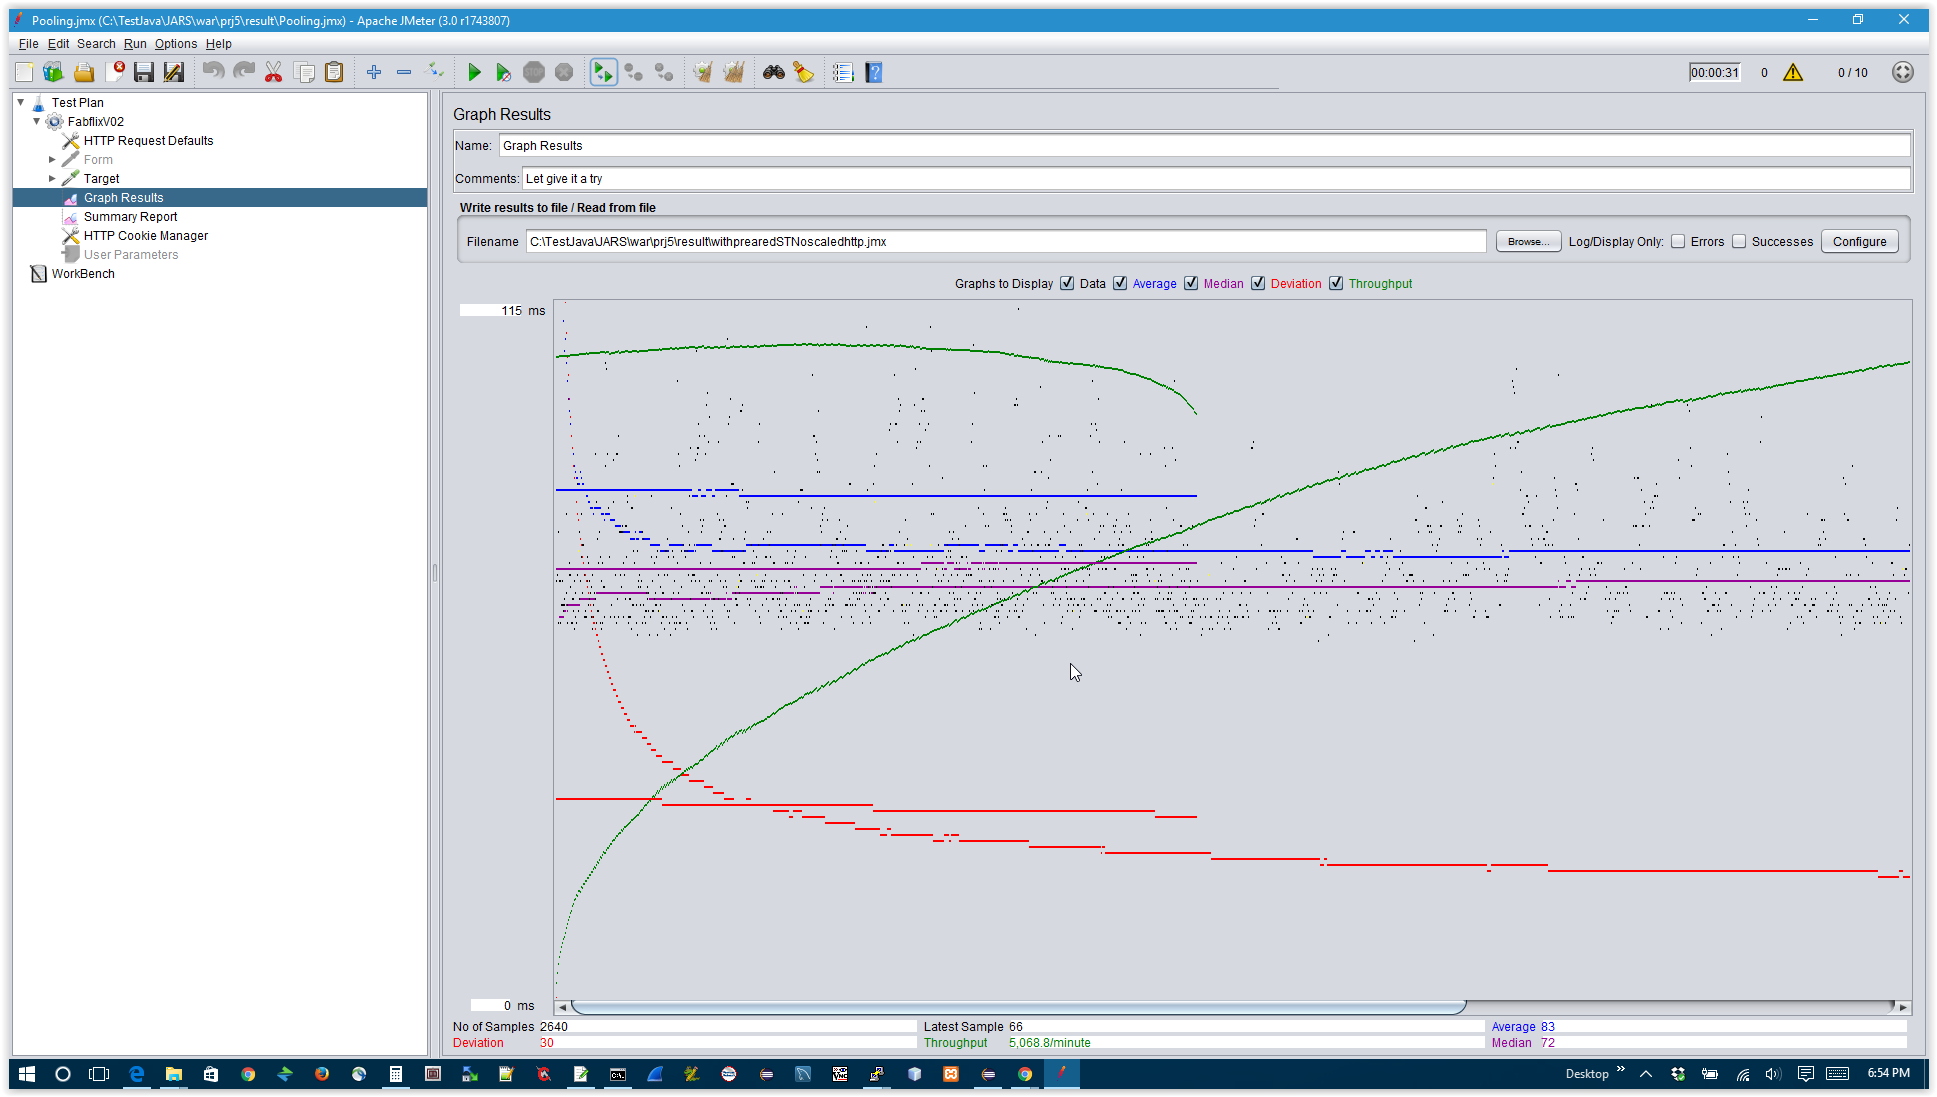 Pooling.jmx (C:\TestJava\JARS\war\prj5\result\Pooling.jmx) - Apache JMeter (3.0 r1743807)
File Edit Search Run Options Help
00:00:31 0 0 / 10
Test Plan
FabflixV02
HTTP Request Defaults
Form
Target
Graph Results
Summary Report
HTTP Cookie Manager
User Parameters
WorkBench
Graph Results
Name: Graph Results
Comments: Let give it a try
Write results to file / Read from file
Filename C:\TestJava\JARS\war\prj5\result\withprearedSTNoscaledhttp.jmx Browse... Log/Display Only: Errors Successes Configure
Graphs to Display Data Average Median Deviation Throughput
115 ms
0 ms
No of Samples 2640 Latest Sample 66 Average 83
Deviation 30 Throughput 5,068.8/minute Median 72
Desktop 6:54 PM